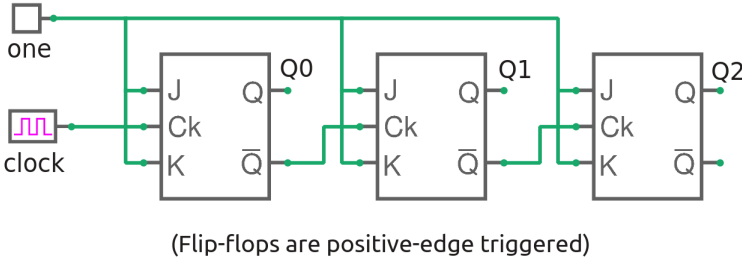 one
clock
J
Ck
K
Q
Q̅
Q0
J
Ck
K
Q
Q̅
Q1
J
Ck
K
Q
Q̅
Q2
(Flip-flops are positive-edge triggered)